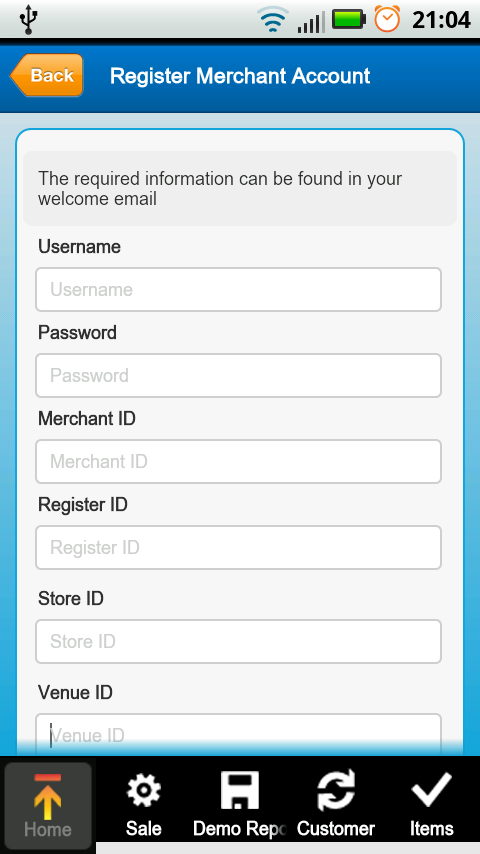 21:04
Back
Register Merchant Account
The required information can be found in your
welcome email
Username
Username
Password
Password
Merchant ID
Merchant ID
Register ID
Register ID
Store ID
Store ID
Venue ID
Venue ID
Home Sale Demo Repo Customer Items